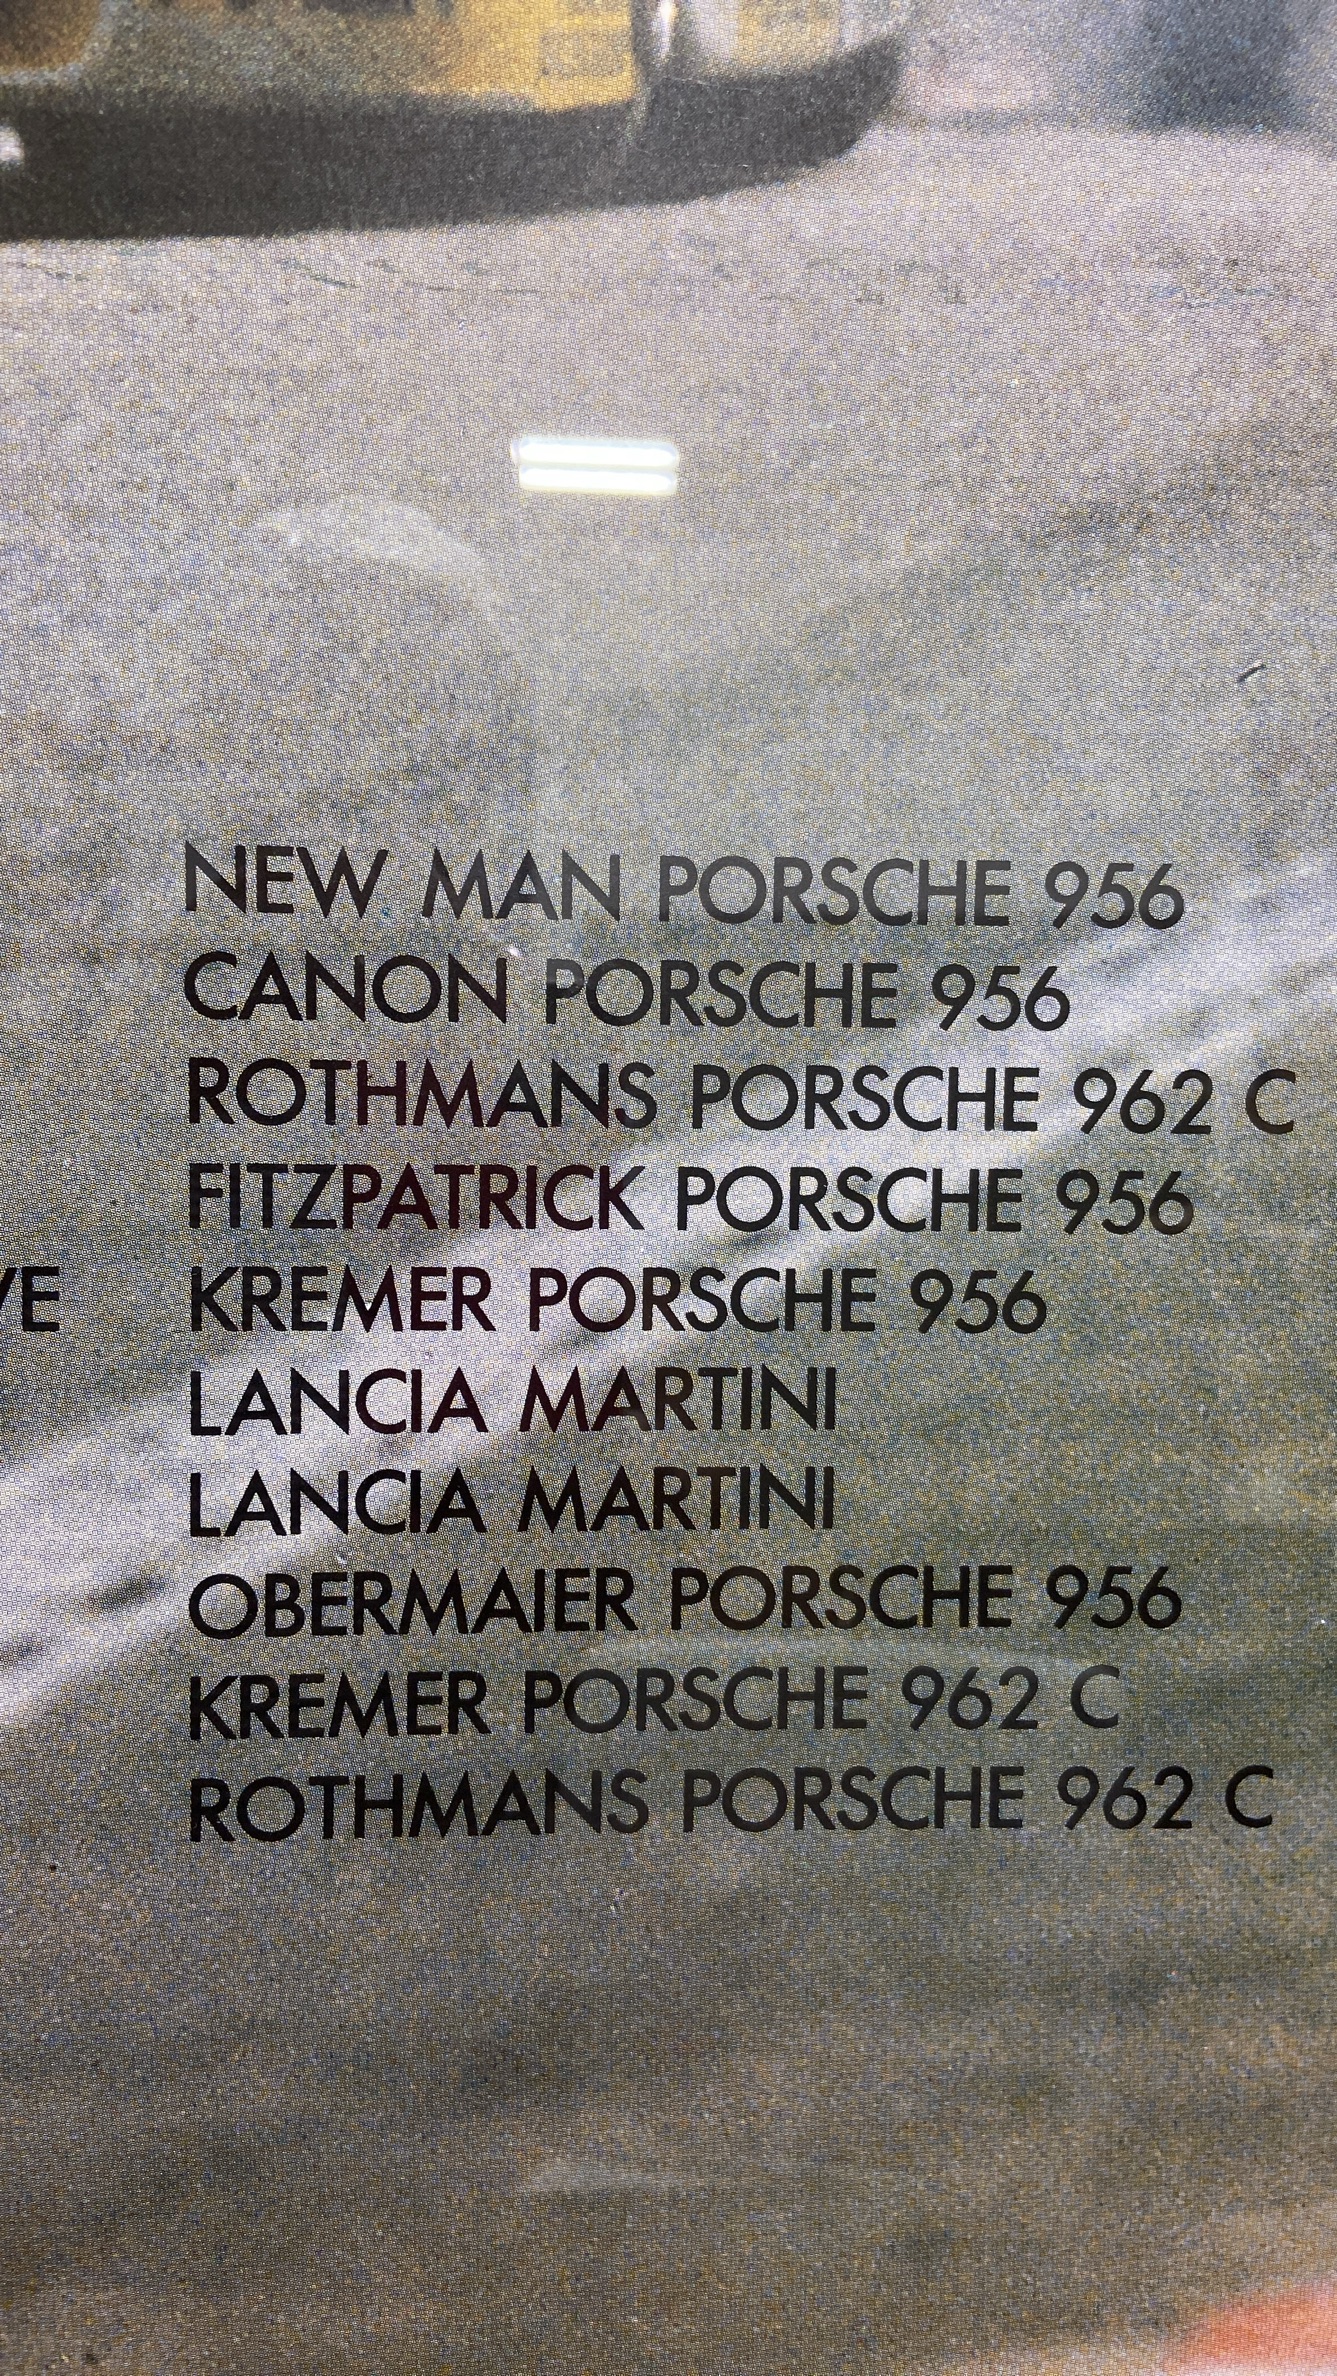 NEW MAN PORSCHE 956
CANON PORSCHE 956
ROTHMANS PORSCHE 962 C
FITZPATRICK PORSCHE 956
VE KREMER PORSCHE 956
LANCIA MARTINI
LANCIA MARTINI
OBERMAIER PORSCHE 956
KREMER PORSCHE 962 C
ROTHMANS PORSCHE 962 C